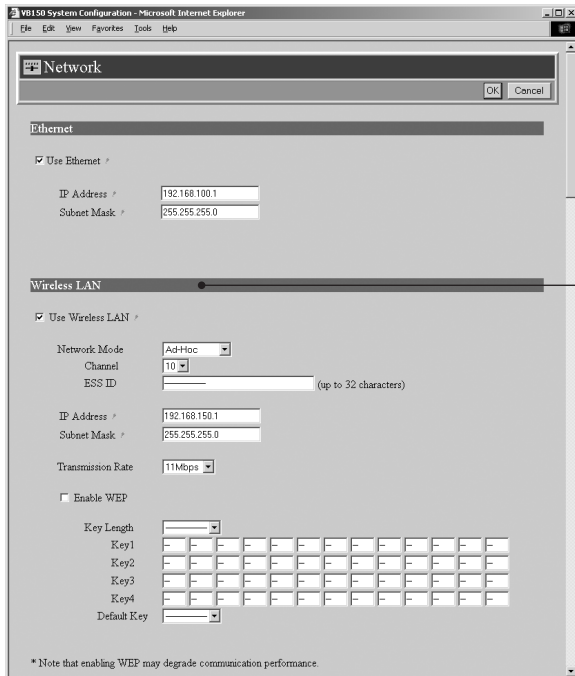 VB150 System Configuration - Microsoft Internet Explorer
File Edit View Favorites Tools Help
Network
OK Cancel
Ethernet
Use Ethernet
IP Address 192.168.100.1
Subnet Mask 255.255.255.0
Wireless LAN
Use Wireless LAN
Network Mode Ad-Hoc
Channel 10
ESS ID (up to 32 characters)
IP Address 192.168.150.1
Subnet Mask 255.255.255.0
Transmission Rate 11Mbps
Enable WEP
Key Length
Key1 – – – – – – – – – – – – –
Key2 – – – – – – – – – – – – –
Key3 – – – – – – – – – – – – –
Key4 – – – – – – – – – – – – –
Default Key
* Note that enabling WEP may degrade communication performance.